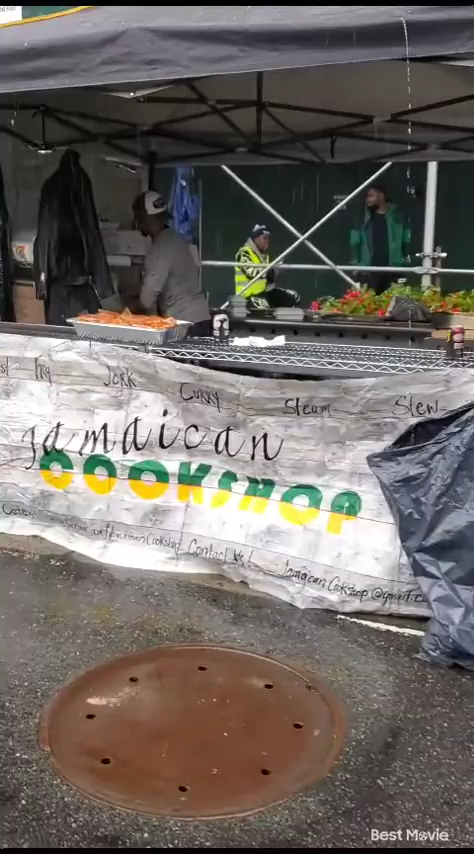 Fry Jerk Curry Steam Stew
Jamaican
COOKSHOP
Jamaican Cookshop Contact Us!
Best Movie